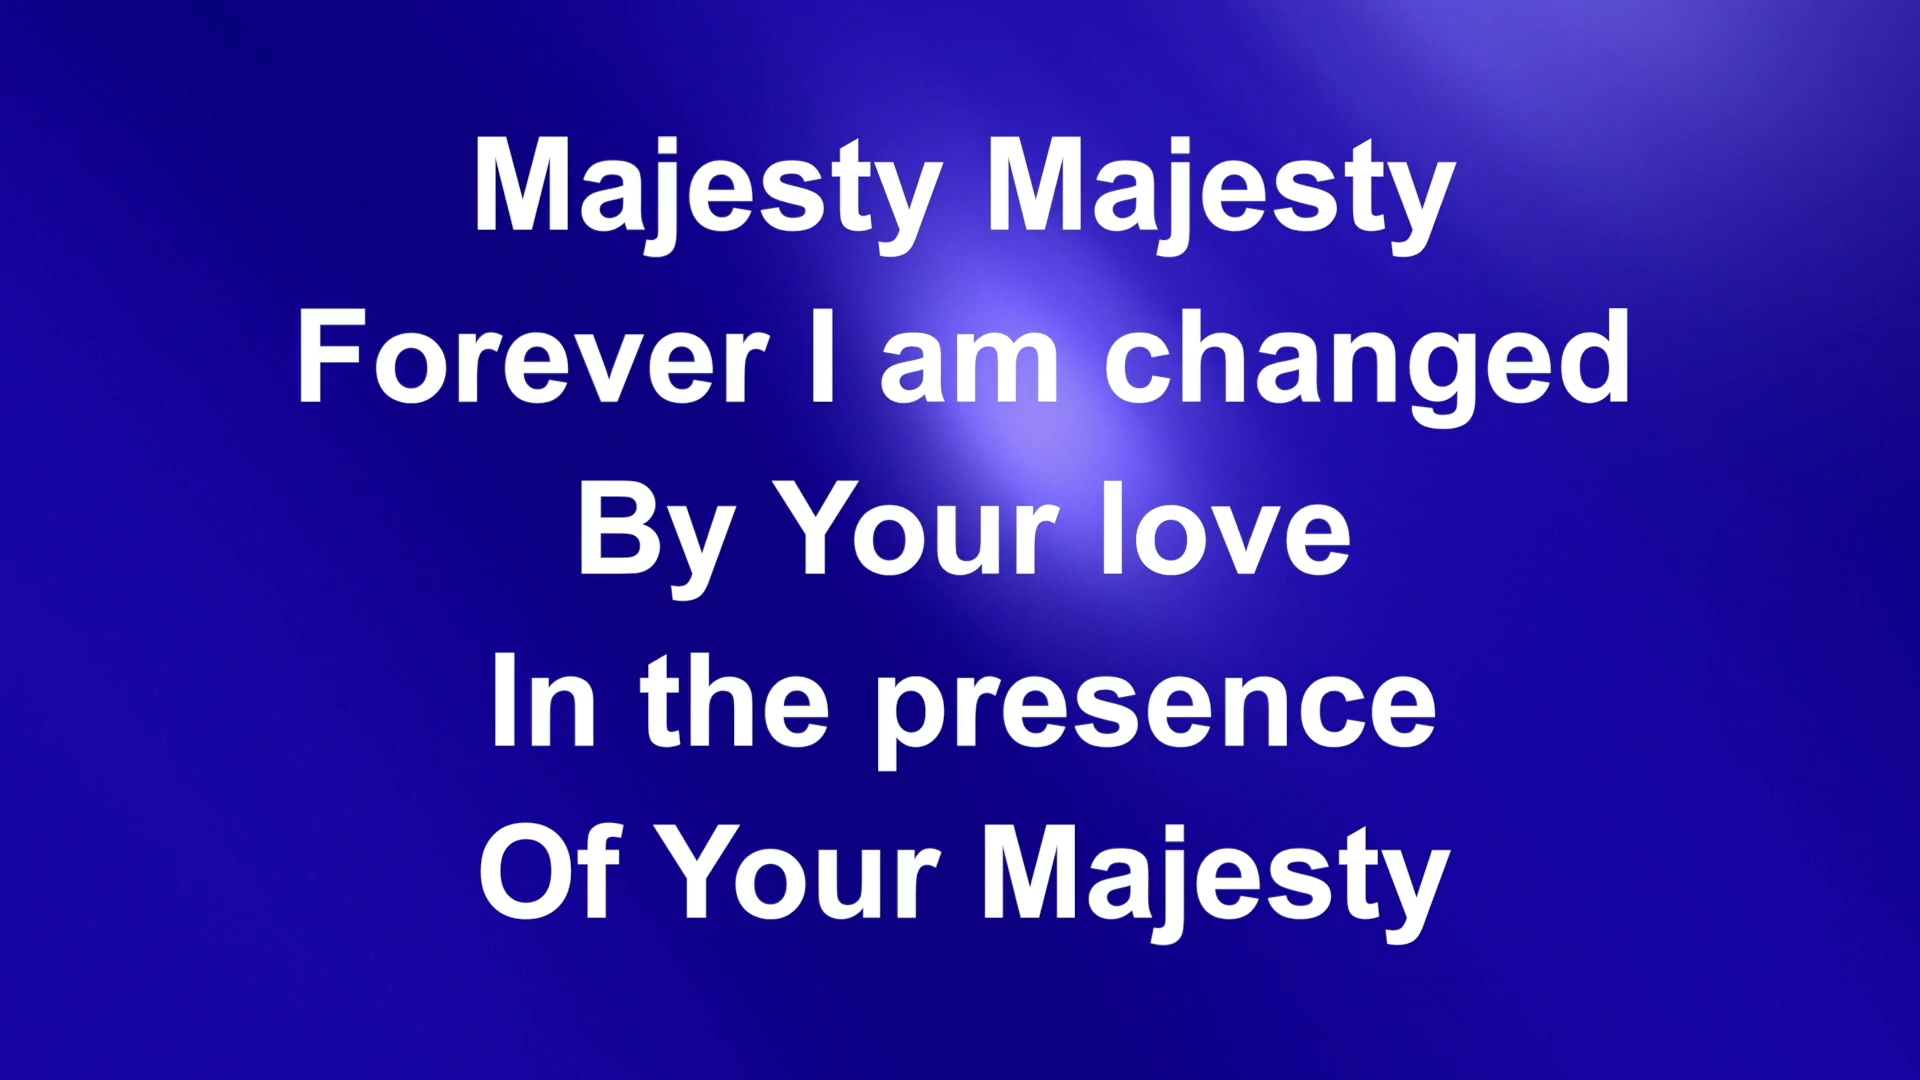 Majesty Majesty
Forever I am changed
By Your love
In the presence
Of Your Majesty